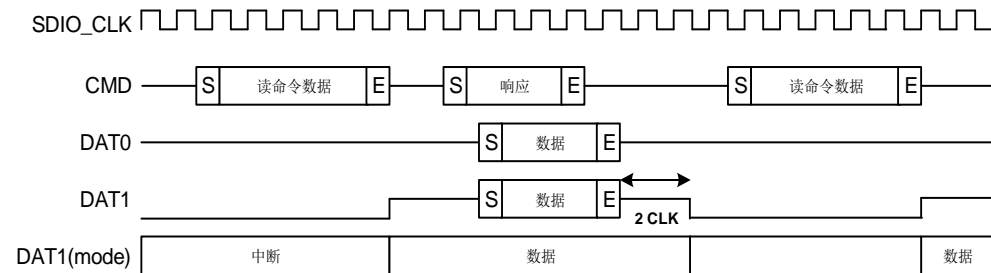 SDIO_CLK
CMD S 读命令数据 E S 响应 E S 读命令数据 E
DAT0 S 数据 E
DAT1 S 数据 E
2 CLK
DAT1(mode) 中断 数据 数据